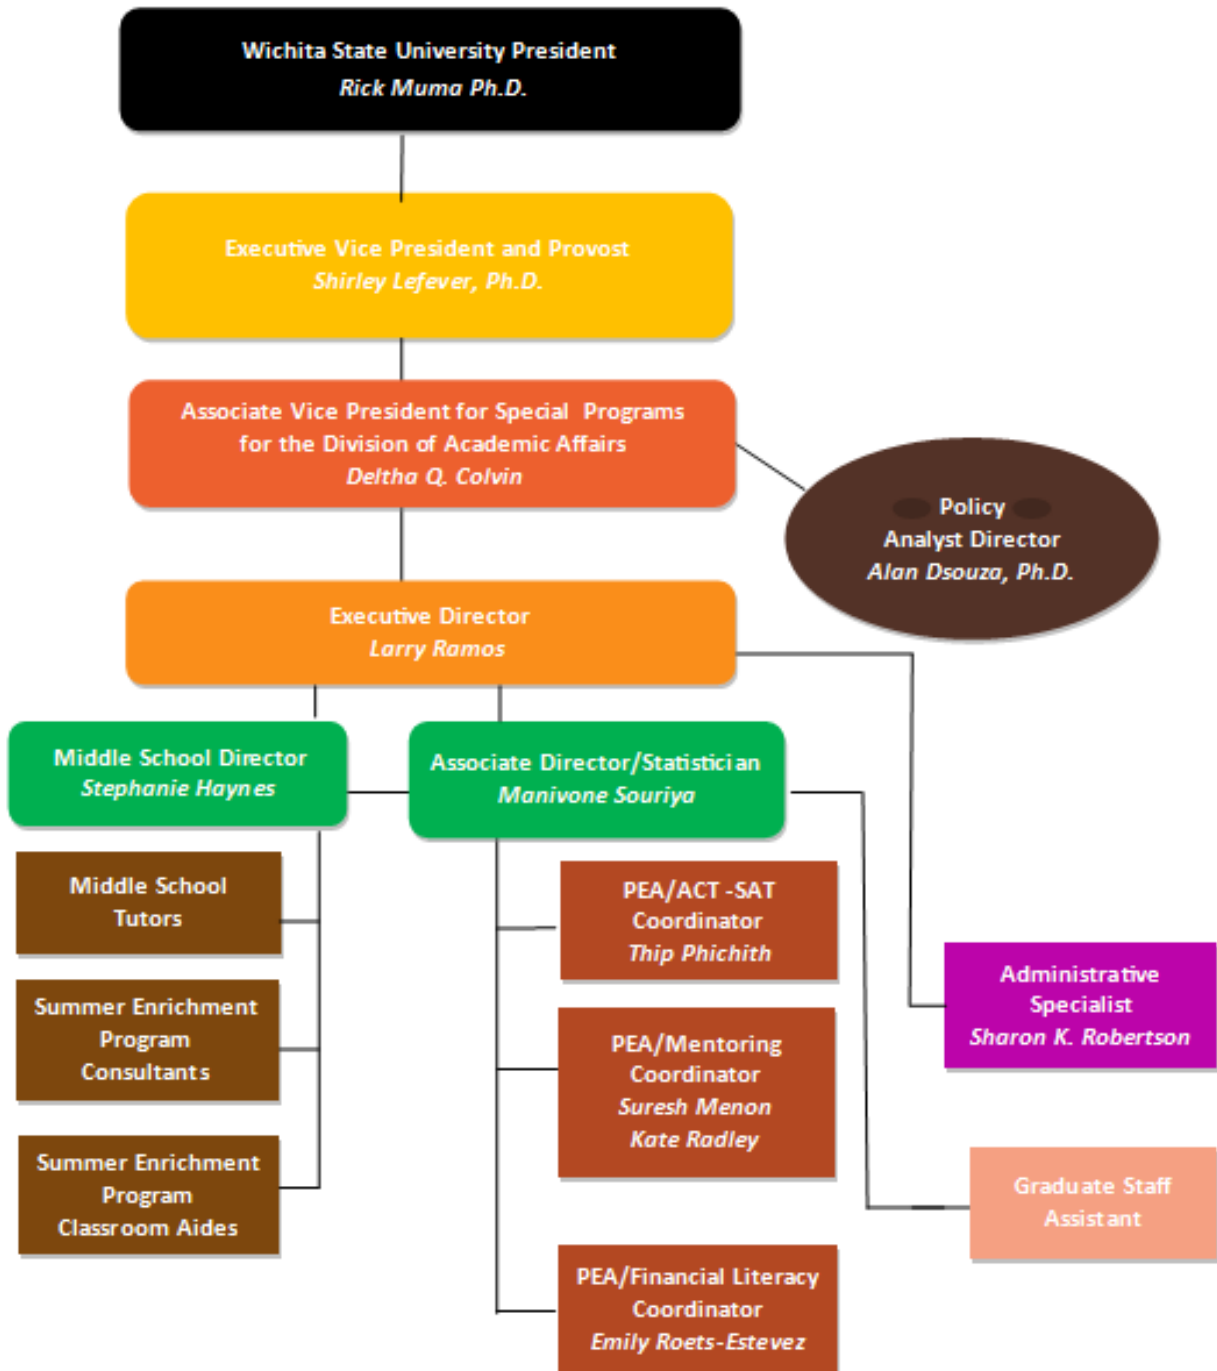 Wichita State University President
Rick Muma Ph.D.
Executive Vice President and Provost
Shirley Lefever, Ph.D.
Associate Vice President for Special Programs
for the Division of Academic Affairs
Deltha Q. Colvin
Policy
Analyst Director
Alan Dsouza, Ph.D.
Executive Director
Larry Ramos
Middle School Director
Stephanie Haynes
Associate Director/Statistician
Manivone Souriya
Middle School
Tutors
Summer Enrichment
Program
Consultants
Summer Enrichment
Program
Classroom Aides
PEA/ACT -SAT
Coordinator
Thip Phichith
PEA/Mentoring
Coordinator
Suresh Menon
Kate Radley
PEA/Financial Literacy
Coordinator
Emily Roets-Estevez
Administrative
Specialist
Sharon K. Robertson
Graduate Staff
Assistant